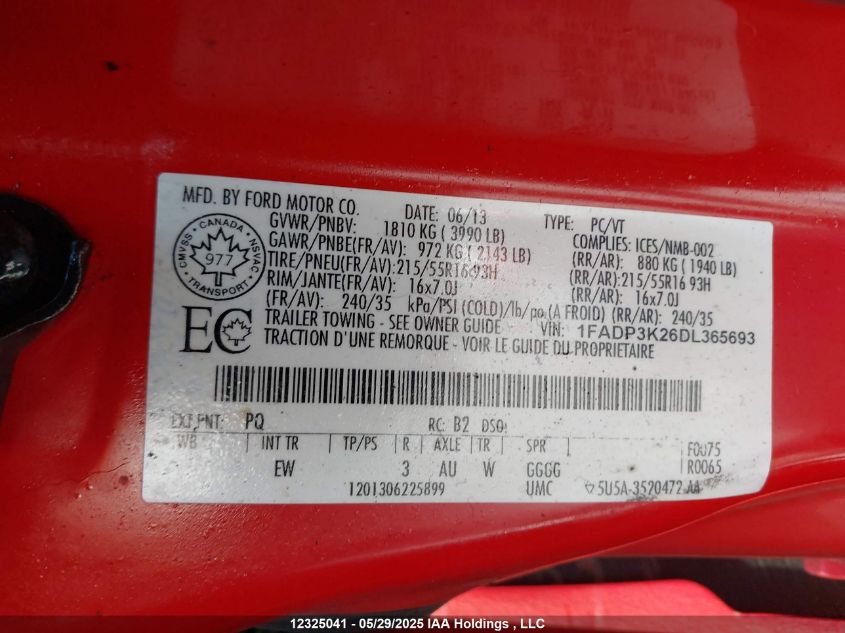 MFD. BY FORD MOTOR CO. DATE: 06/13 TYPE: PC/VT
GVWR/PNBV: 1810 KG ( 3990 LB) COMPLIES: ICES/NMB-002
GAWR/PNBE(FR/AV): 972 KG ( 2143 LB) (RR/AR): 880 KG ( 1940 LB)
TIRE/PNEU(FR/AV): 215/55R16 93H (RR/AR): 215/55R16 93H
RIM/JANTE(FR/AV): 16x7.0J (RR/AR): 16x7.0J
(FR/AV): 240/35 kPa/PSI (COLD)/lb/po (A FROID) (RR/AR): 240/35
TRAILER TOWING - SEE OWNER GUIDE VIN: 1FADP3K26DL365693
TRACTION D'UNE REMORQUE - VOIR LE GUIDE DU PROPRIETAIRE
CANADA
CMVSS NSVAC
977
TRANSPORT
EC
EXT PNT: PQ RC: B2 DSO:
WB INT TR TP/PS R AXLE TR SPR F0075
EW 3 AU W GGGG R0065
1201306225899 UMC 5U5A-3520472-AA
12325041 - 05/29/2025 IAA Holdings , LLC